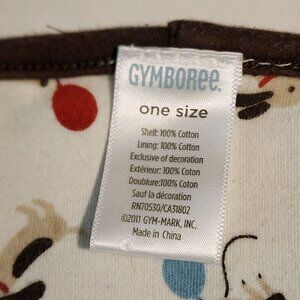 GYMBOREE
one size
Shell: 100% Cotton
Lining: 100% Cotton
Exclusive of decoration
Extérieur: 100% Coton
Doublure:100% Coton
Sauf la décoration
RN70530/CA31802
©2011 GYM-MARK, INC.
Made in China